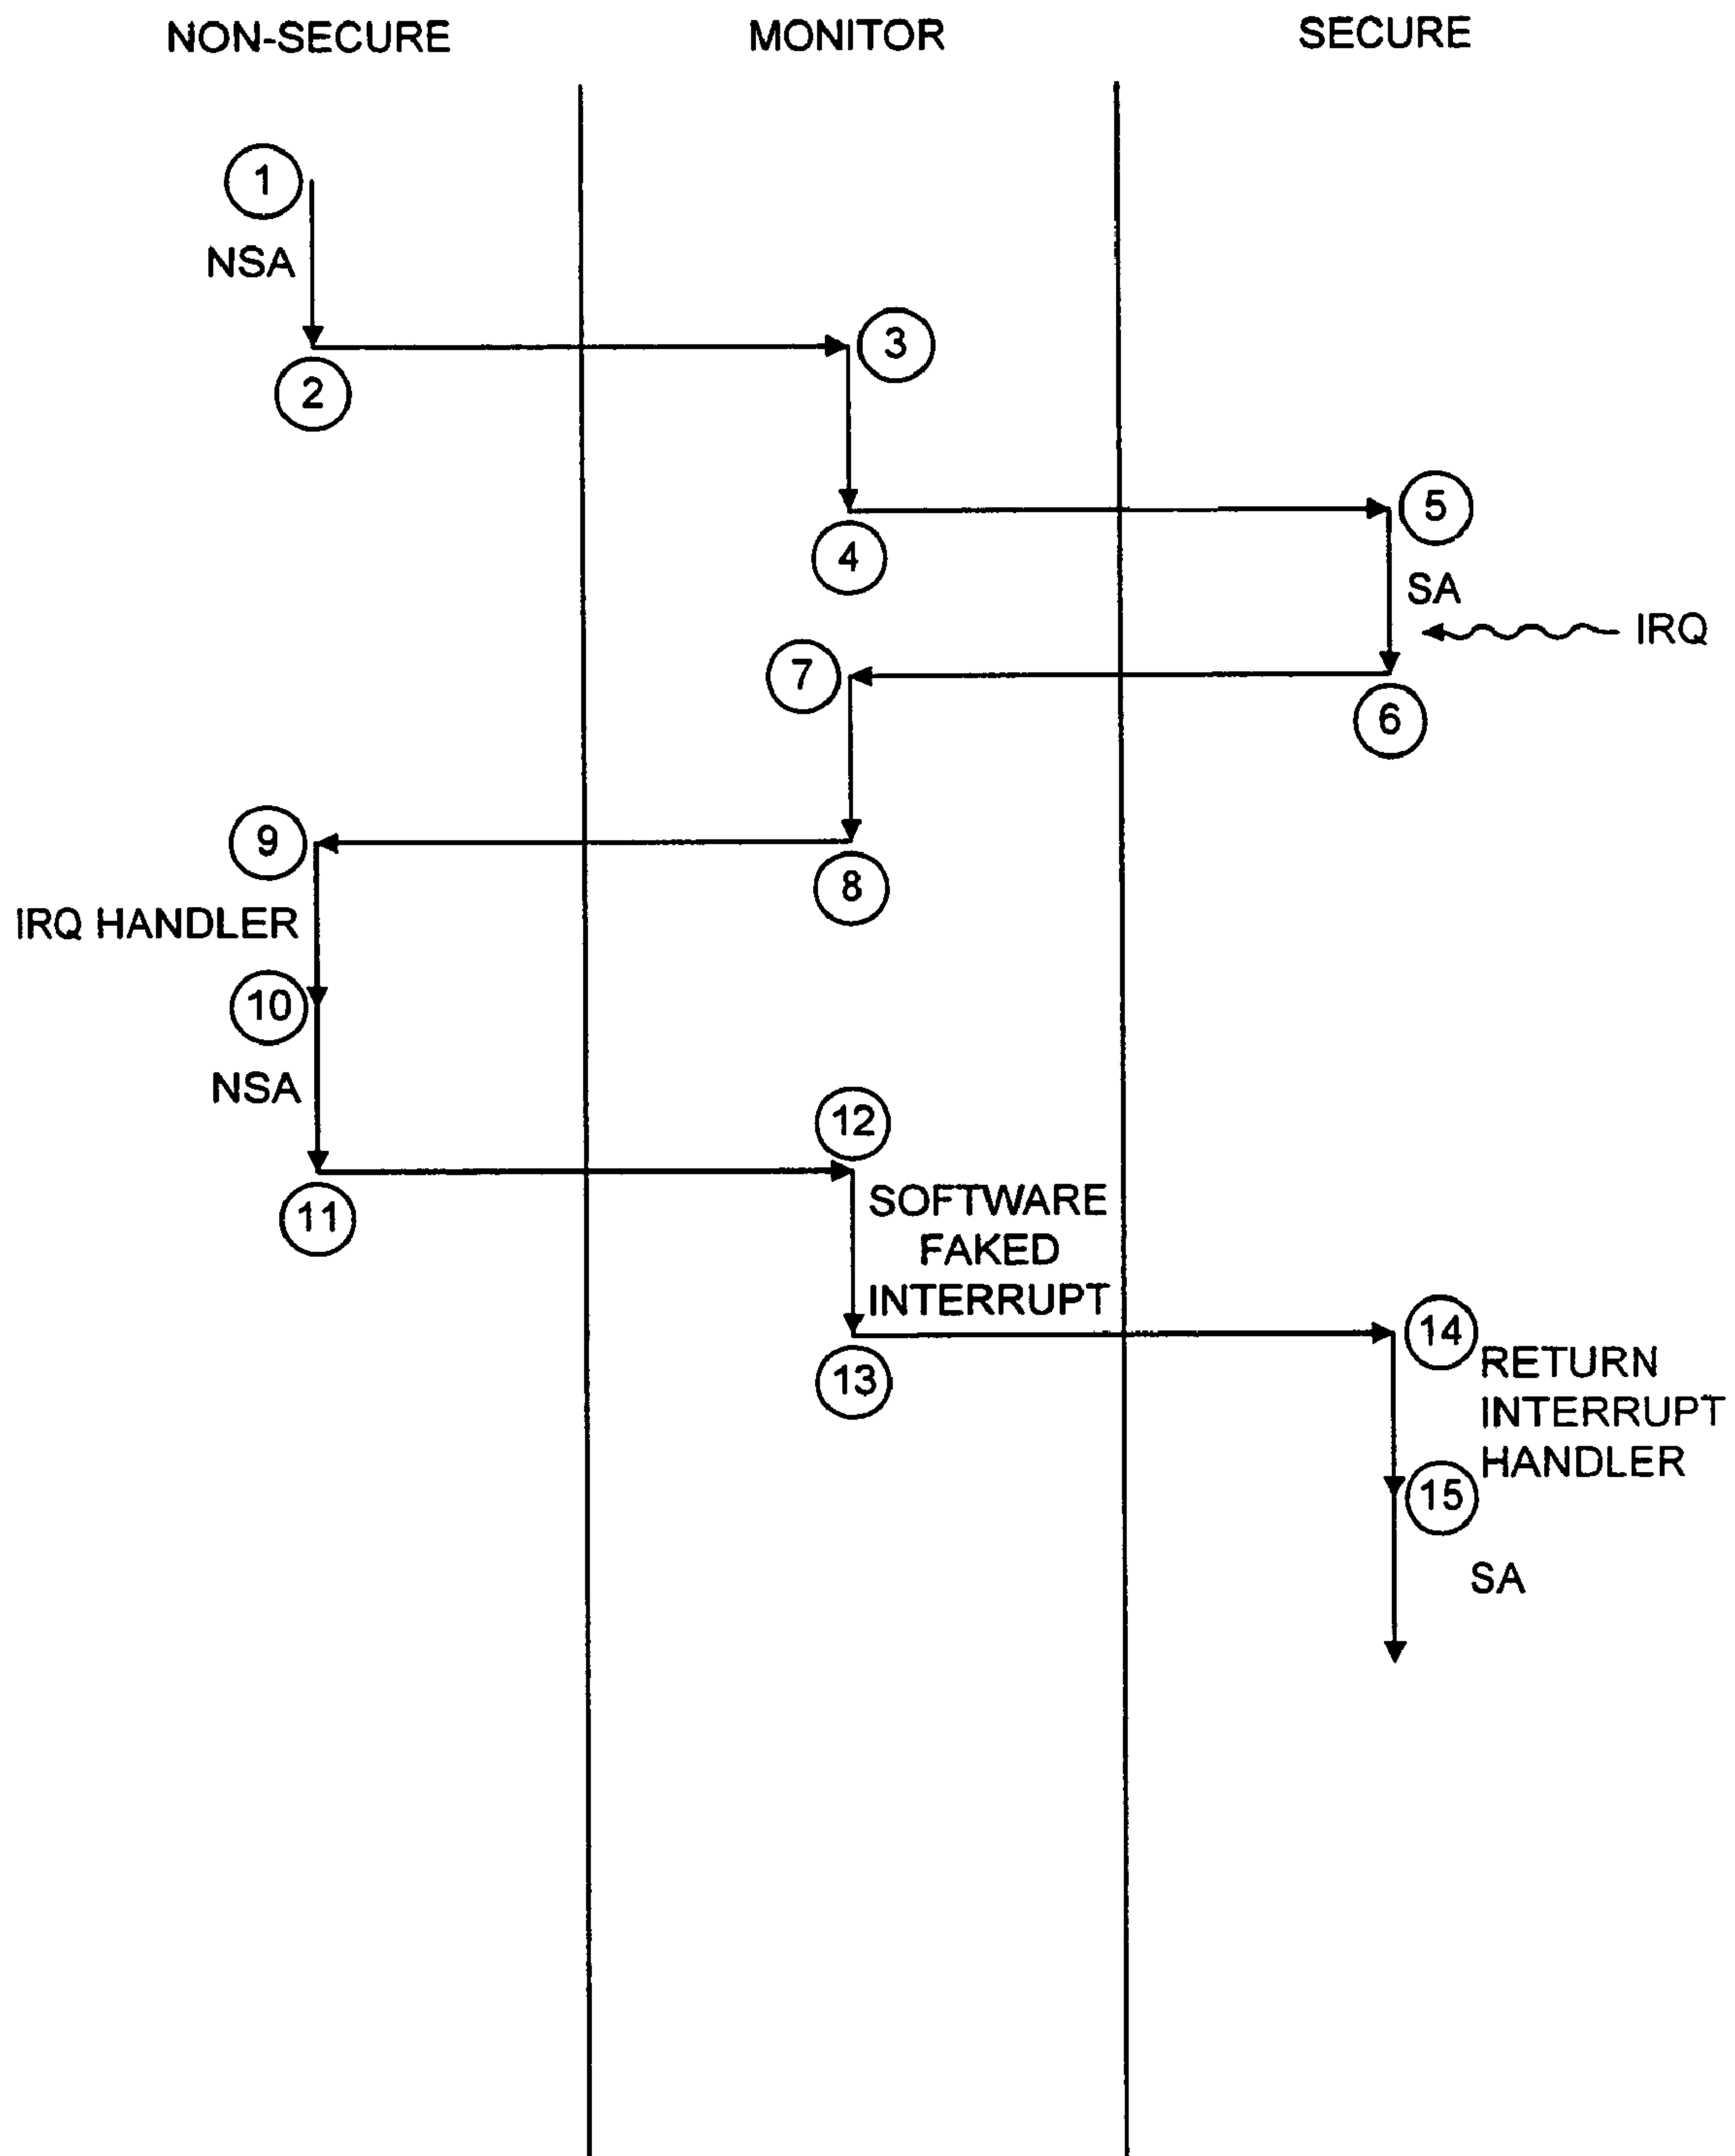 NON-SECURE MONITOR SECURE
1
NSA
2
3
4
5
SA
IRQ
6
7
8
9
IRQ HANDLER
10
NSA
11
12
SOFTWARE
FAKED
INTERRUPT
13
14
RETURN
INTERRUPT
HANDLER
15
SA